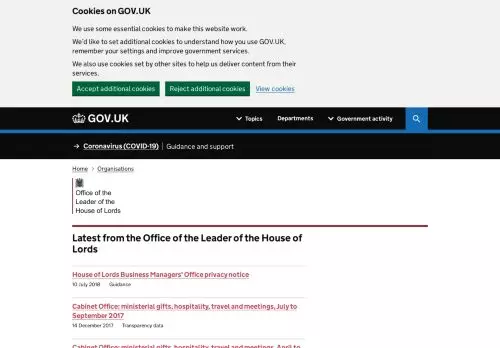 Cookies on GOV.UK
We use some essential cookies to make this website work.
We'd like to set additional cookies to understand how you use GOV.UK,
remember your settings and improve government services.
We also use cookies set by other sites to help us deliver content from their
services.
Accept additional cookies Reject additional cookies View cookies
GOV.UK Topics Departments Government activity
Coronavirus (COVID-19) Guidance and support
Home Organisations
Office of the
Leader of the
House of Lords
Latest from the Office of the Leader of the House of
Lords
House of Lords Business Managers' Office privacy notice
10 July 2018 Guidance
Cabinet Office: ministerial gifts, hospitality, travel and meetings, July to
September 2017
14 December 2017 Transparency data
Cabinet Office: ministerial gifts, hospitality, travel and meetings, April to